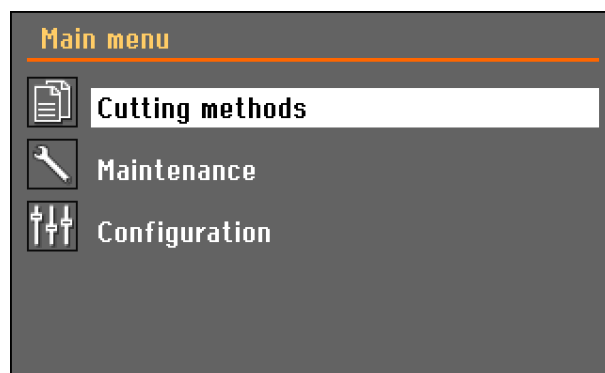 Main menu
Cutting methods
Maintenance
Configuration